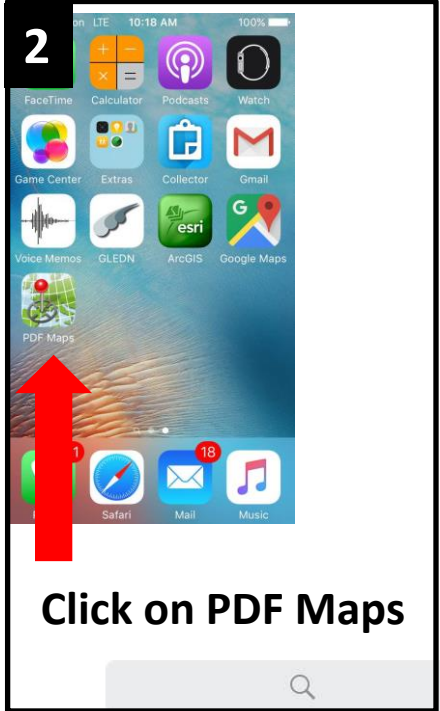 2
on LTE 10:18 AM 100%
FaceTime Calculator Podcasts Watch
Game Center Extras Collector Gmail
esri G
Voice Memos GLEDN ArcGIS Google Maps
PDF Maps
1 18
Safari Mail Music
Click on PDF Maps